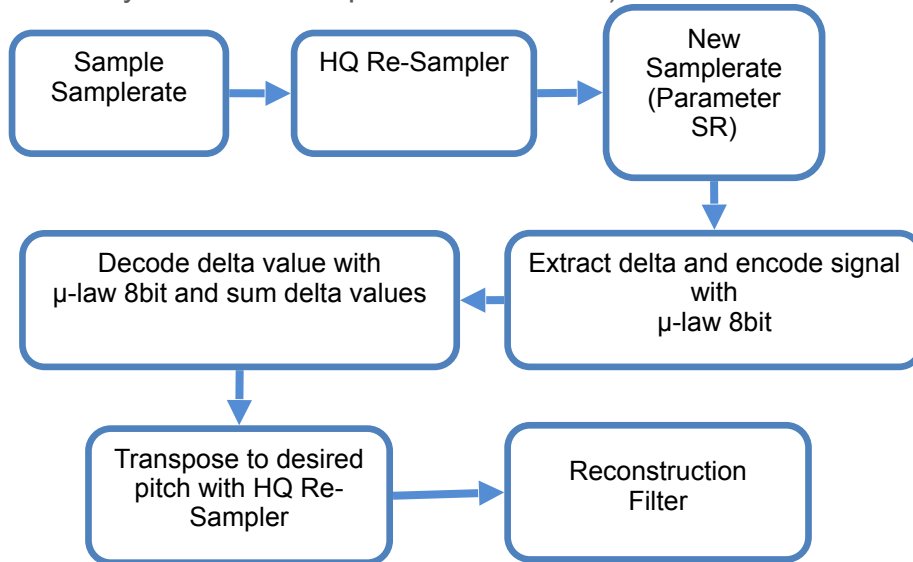 Sample
Samplerate
HQ Re-Sampler
New
Samplerate
(Parameter
SR)
Decode delta value with
µ-law 8bit and sum delta values
Extract delta and encode signal
with
µ-law 8bit
Transpose to desired
pitch with HQ Re-
Sampler
Reconstruction
Filter